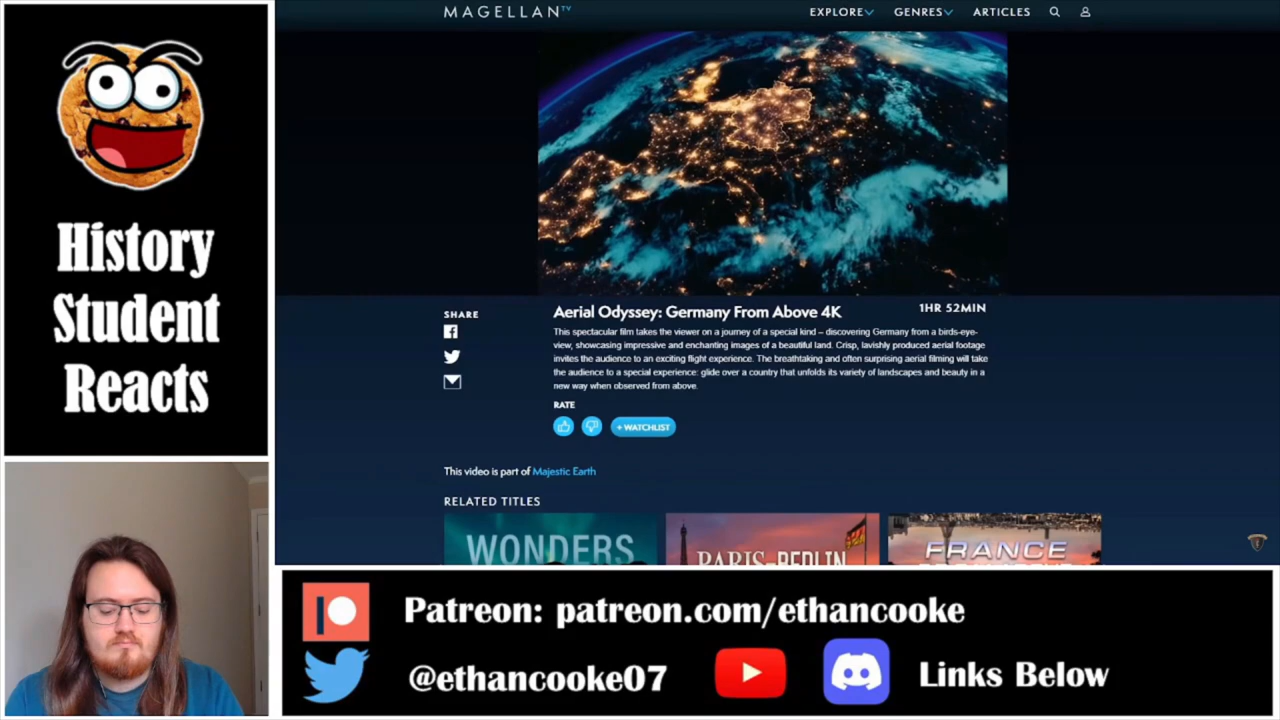 MAGELLANTV
EXPLORE
GENRES
ARTICLES
History
Student
Reacts
SHARE
Aerial Odyssey: Germany From Above 4K
1HR 52MIN
This spectacular film takes the viewer on a journey of a special kind – discovering Germany from a birds-eye-
view, showcasing impressive and enchanting images of a beautiful land. Crisp, lavishly produced aerial footage
invites the audience to an exciting flight experience. The breathtaking and often surprising aerial filming will take
the audience to a special experience: glide over a country that unfolds its variety of landscapes and beauty in a
new way when observed from above.
RATE
+ WATCHLIST
This video is part of Majestic Earth
RELATED TITLES
WONDERS
PARIS-BERLIN
FRANCE
Patreon: patreon.com/ethancooke
@ethancooke07
Links Below